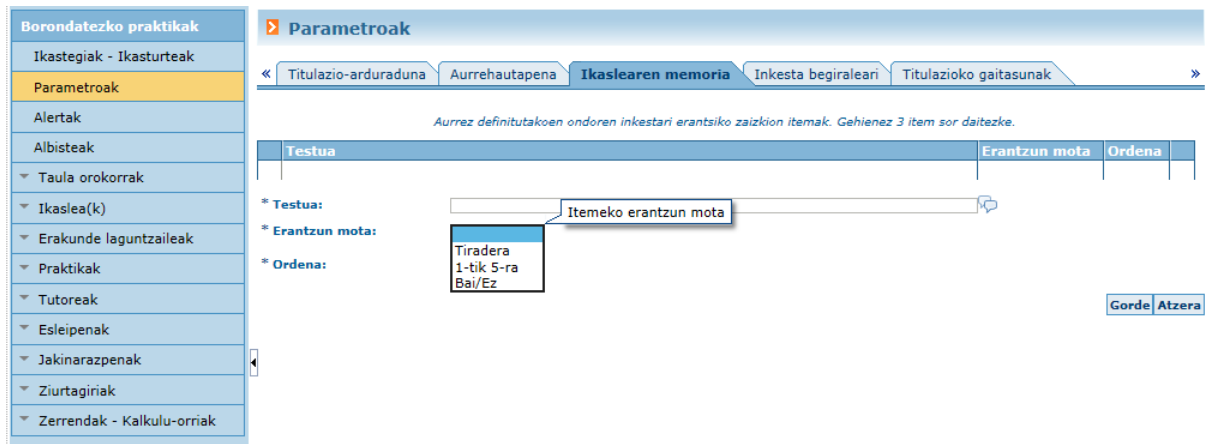 Borondatezko praktikak
Ikastegiak - Ikasturteak
Parametroak
Alertak
Albisteak
Taula orokorrak
Ikaslea(k)
Erakunde laguntzaileak
Praktikak
Tutoreak
Esleipenak
Jakinarazpenak
Ziurtagiriak
Zerrendak - Kalkulu-orriak
Parametroak
« Titulazio-arduraduna Aurrehautapena Ikaslearen memoria Inkesta begiraleari Titulazioko gaitasunak »
Aurrez definitutakoen ondoren inkestari erantsiko zaizkion itemak. Gehienez 3 item sor daitezke.
Testua Erantzun mota Ordena
* Testua:
Itemeko erantzun mota
* Erantzun mota:
Tiradera
1-tik 5-ra
Bai/Ez
* Ordena:
Gorde Atzera